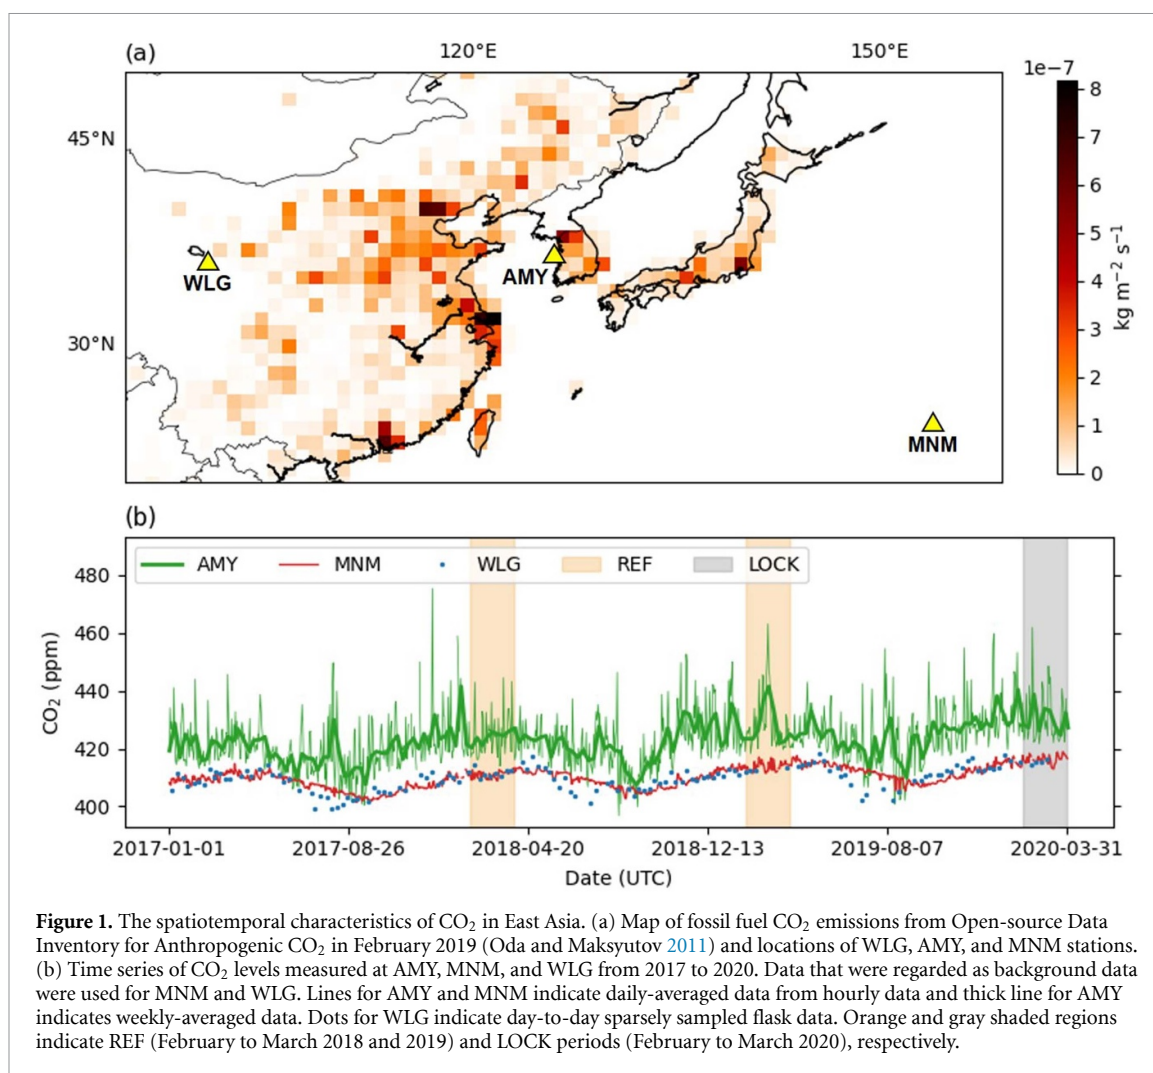 (a)
120°E
150°E
1e−7
45°N
30°N
WLG
AMY
MNM
8
7
6
5
4
3
2
1
0
kg m−2 s−1
(b)
AMY
MNM
WLG
REF
LOCK
480
460
440
420
400
CO2 (ppm)
2017-01-01
2017-08-26
2018-04-20
2018-12-13
2019-08-07
2020-03-31
Date (UTC)
Figure 1. The spatiotemporal characteristics of CO2 in East Asia. (a) Map of fossil fuel CO2 emissions from Open-source Data
Inventory for Anthropogenic CO2 in February 2019 (Oda and Maksyutov 2011) and locations of WLG, AMY, and MNM stations.
(b) Time series of CO2 levels measured at AMY, MNM, and WLG from 2017 to 2020. Data that were regarded as background data
were used for MNM and WLG. Lines for AMY and MNM indicate daily-averaged data from hourly data and thick line for AMY
indicates weekly-averaged data. Dots for WLG indicate day-to-day sparsely sampled flask data. Orange and gray shaded regions
indicate REF (February to March 2018 and 2019) and LOCK periods (February to March 2020), respectively.